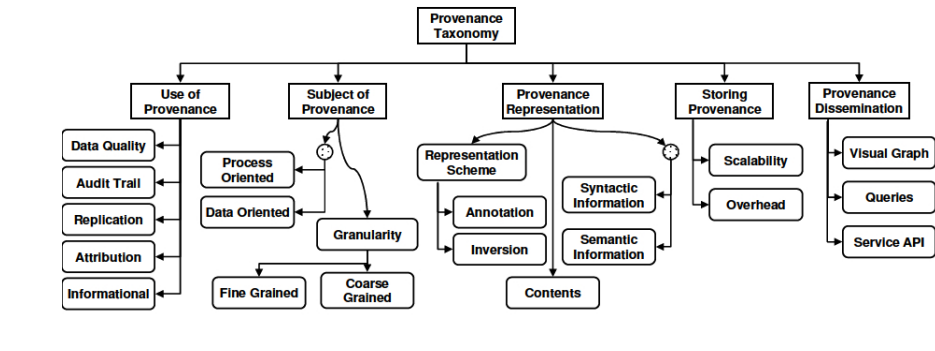 Provenance
Taxonomy
Use of
Provenance
Subject of
Provenance
Provenance
Representation
Storing
Provenance
Provenance
Dissemination
Data Quality
Audit Trail
Replication
Attribution
Informational
Process
Oriented
Data Oriented
Granularity
Fine Grained
Coarse
Grained
Representation
Scheme
Annotation
Inversion
Syntactic
Information
Semantic
Information
Contents
Scalability
Overhead
Visual Graph
Queries
Service API